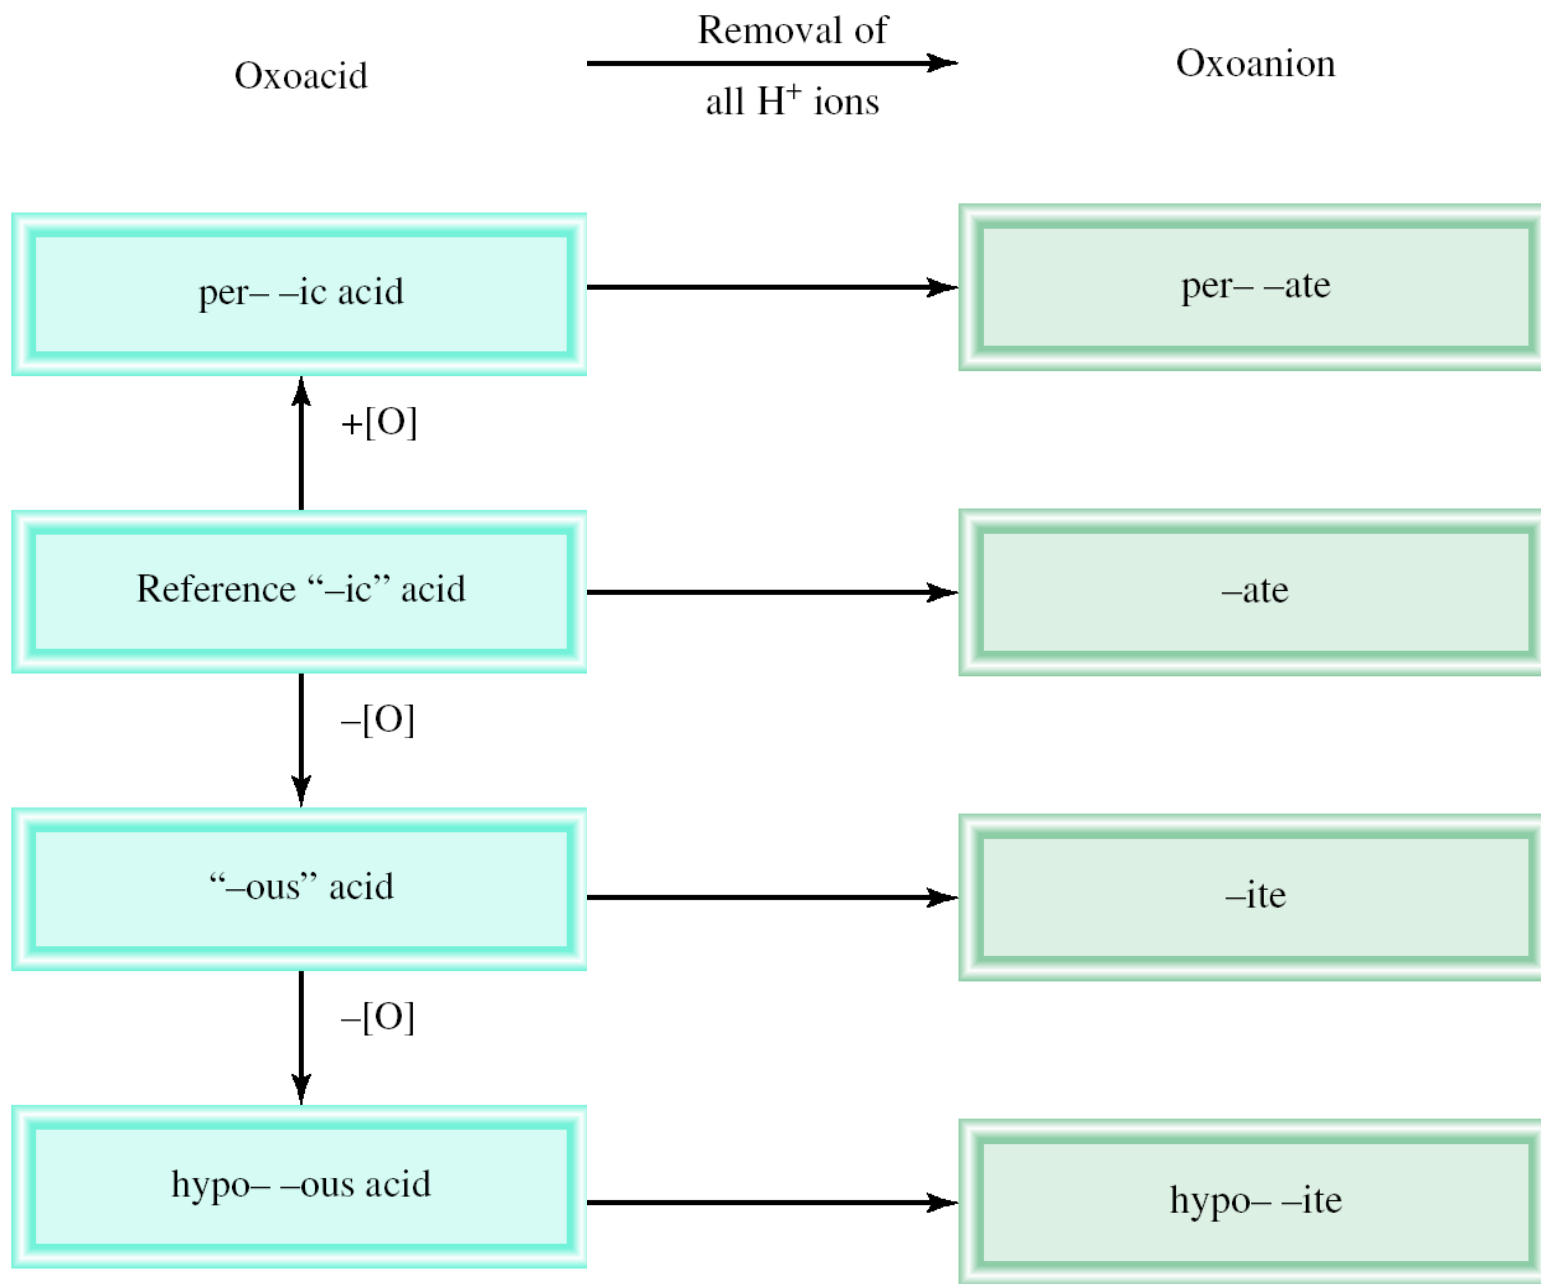 Oxoacid
Removal of
all H⁺ ions
Oxoanion
per– –ic acid
per– –ate
+[O]
Reference “–ic” acid
–ate
–[O]
“–ous” acid
–ite
–[O]
hypo– –ous acid
hypo– –ite